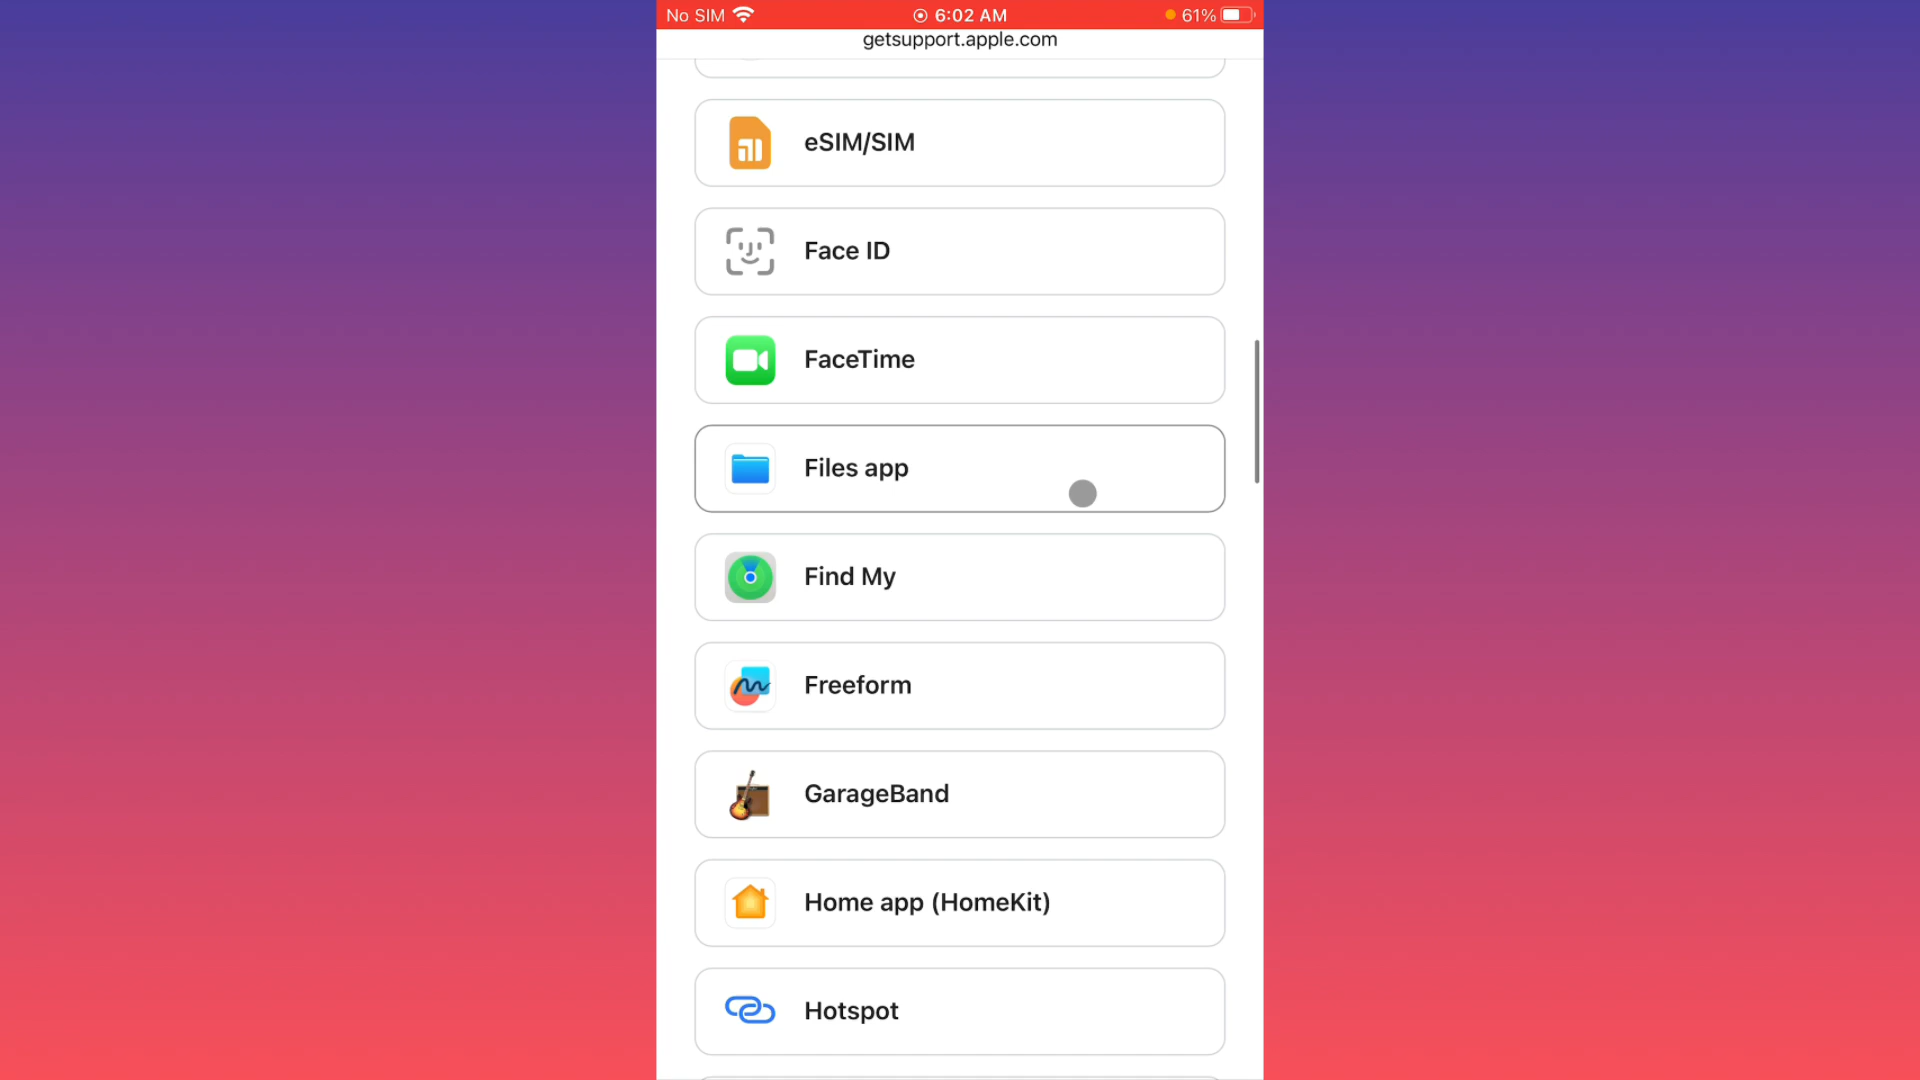 No SIM 6:02 AM 61%
getsupport.apple.com
eSIM/SIM
Face ID
FaceTime
Files app
Find My
Freeform
GarageBand
Home app (HomeKit)
Hotspot